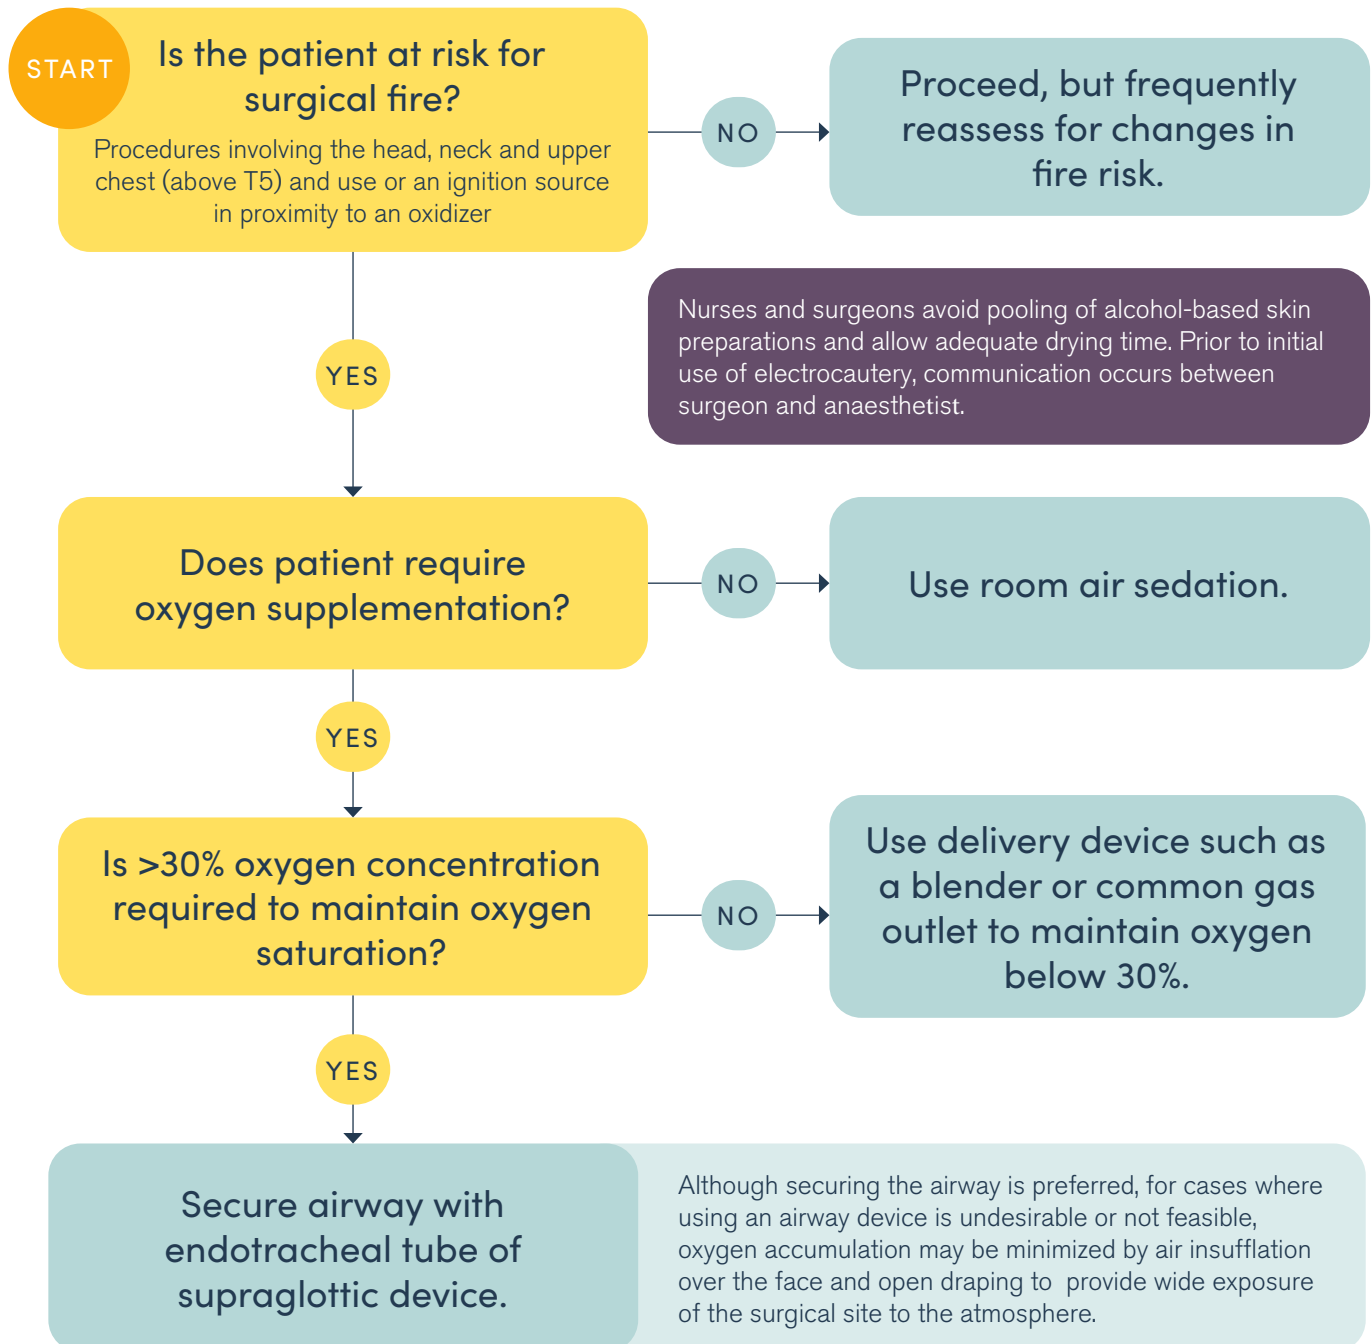 START
Is the patient at risk for
surgical fire?
Procedures involving the head, neck and upper
chest (above T5) and use or an ignition source
in proximity to an oxidizer
NO
Proceed, but frequently
reassess for changes in
fire risk.
Nurses and surgeons avoid pooling of alcohol-based skin
preparations and allow adequate drying time. Prior to initial
use of electrocautery, communication occurs between
surgeon and anaesthetist.
YES
Does patient require
oxygen supplementation?
NO
Use room air sedation.
YES
Is >30% oxygen concentration
required to maintain oxygen
saturation?
NO
Use delivery device such as
a blender or common gas
outlet to maintain oxygen
below 30%.
YES
Secure airway with
endotracheal tube of
supraglottic device.
Although securing the airway is preferred, for cases where
using an airway device is undesirable or not feasible,
oxygen accumulation may be minimized by air insufflation
over the face and open draping to provide wide exposure
of the surgical site to the atmosphere.